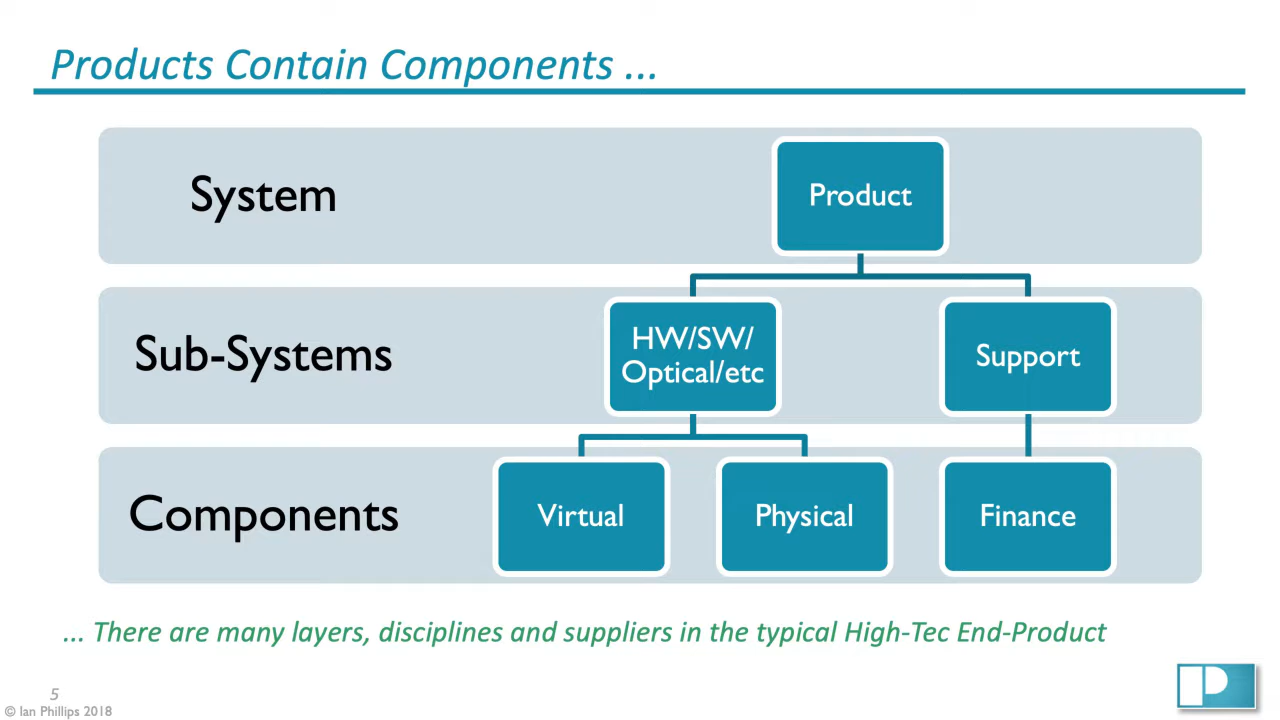 Products Contain Components ...
System
Product
Sub-Systems
HW/SW/
Optical/etc
Support
Components
Virtual
Physical
Finance
... There are many layers, disciplines and suppliers in the typical High-Tec End-Product
5
© Ian Phillips 2018